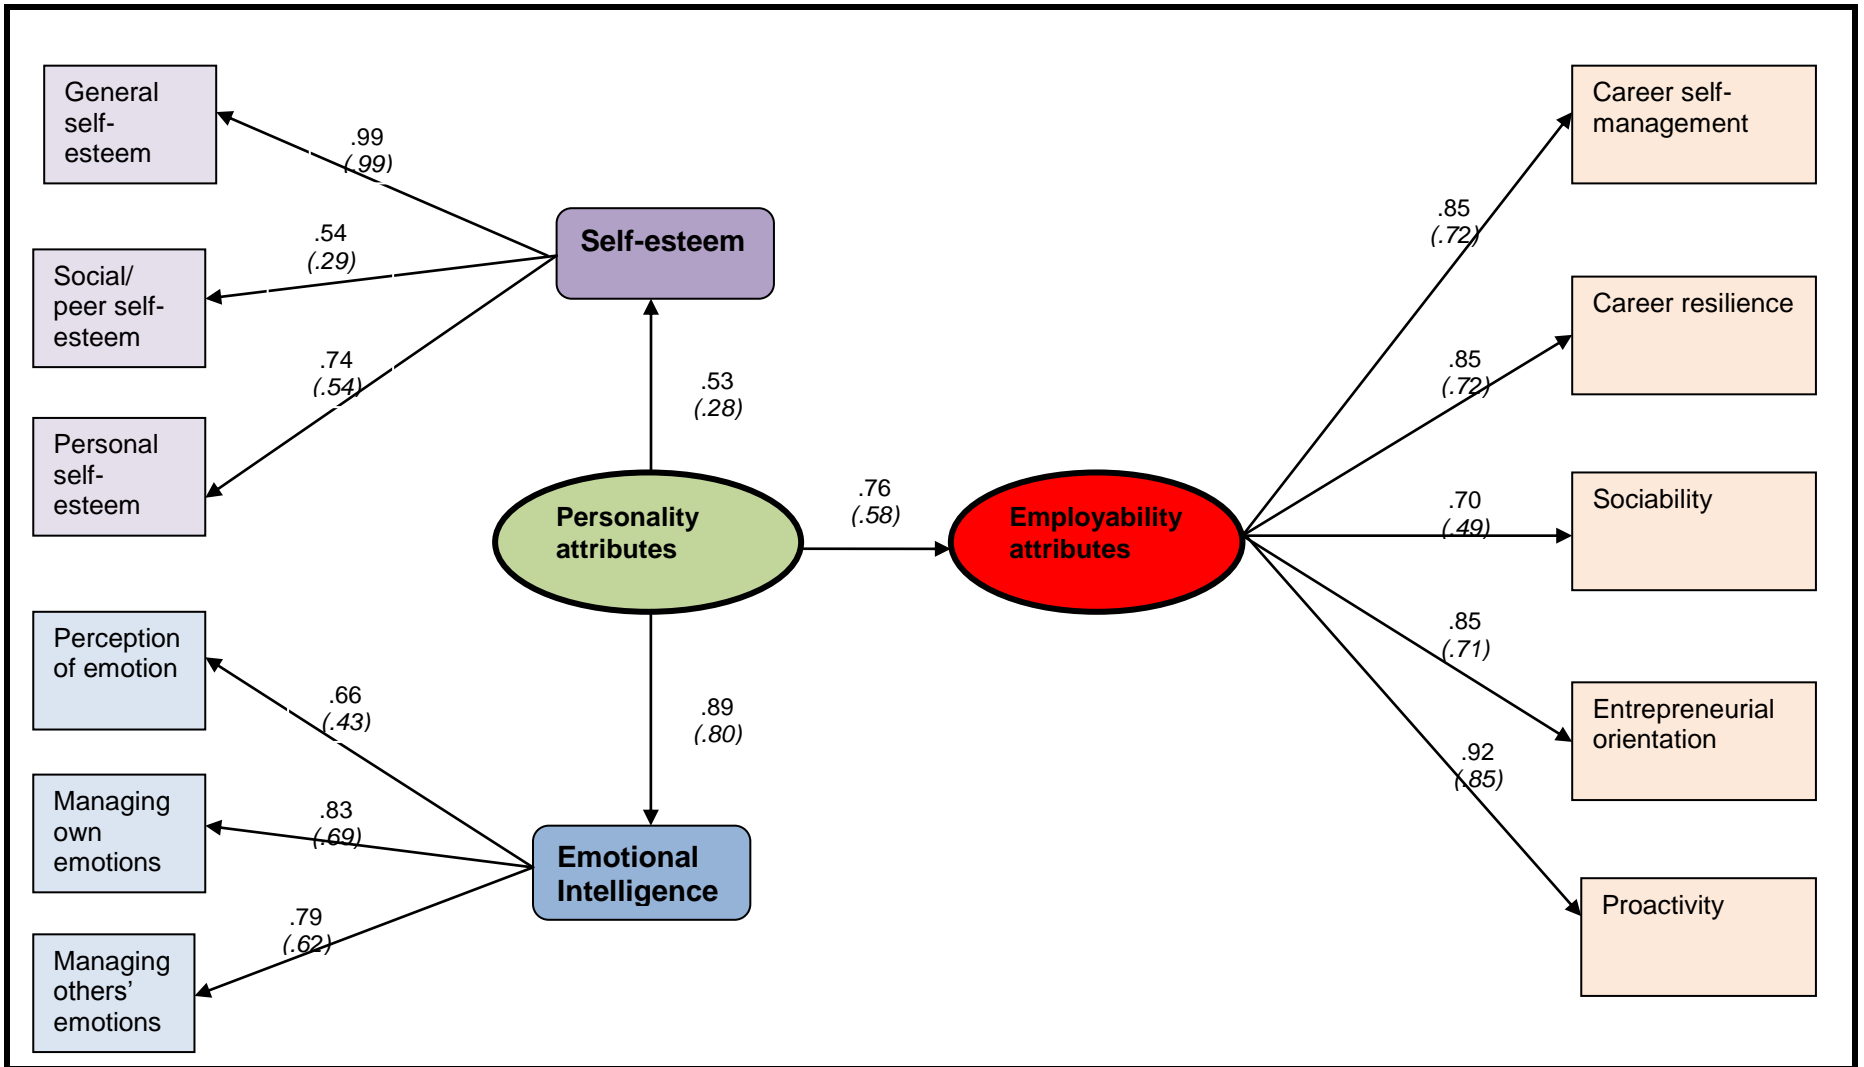 General
self-
esteem
.99
(.99)
Social/
peer self-
esteem
.54
(.29)
Personal
self-
esteem
.74
(.54)
Self-esteem
.53
(.28)
Personality
attributes
.76
(.58)
Employability
attributes
.89
(.80)
Emotional
Intelligence
Perception
of emotion
.66
(.43)
Managing
own
emotions
.83
(.69)
Managing
others’
emotions
.79
(.62)
Career self-
management
.85
(.72)
Career resilience
.85
(.72)
Sociability
.70
(.49)
Entrepreneurial
orientation
.85
(.71)
Proactivity
.92
(.85)